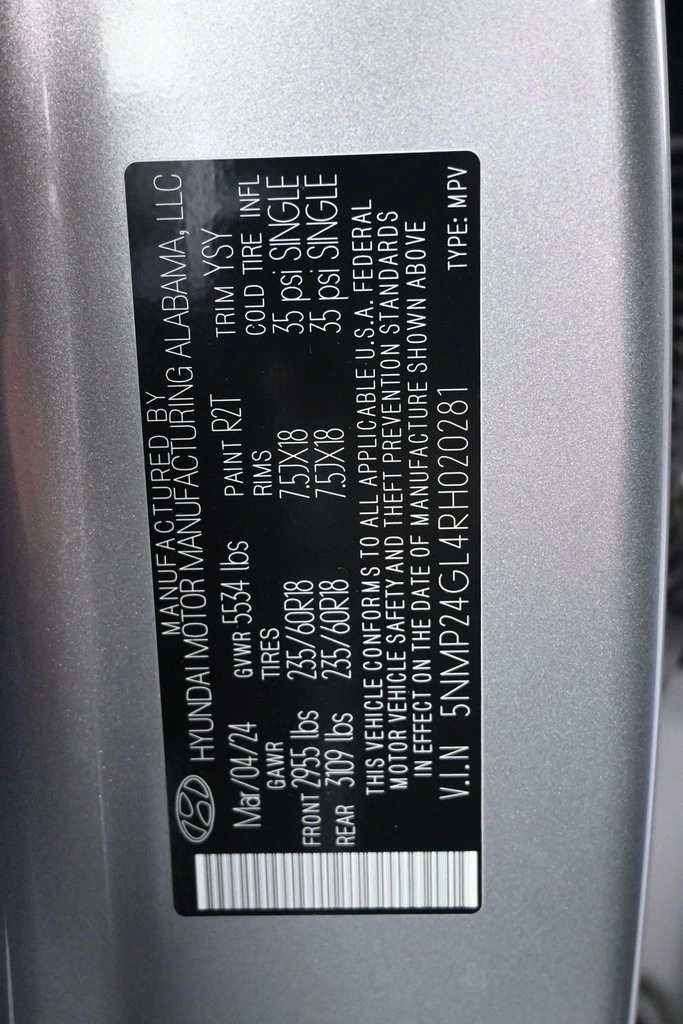 MANUFACTURED BY
HYUNDAI MOTOR MANUFACTURING ALABAMA, LLC
Mar/04/24 GVWR 5534 lbs PAINT R2T TRIM YSY
GAWR TIRES RIMS COLD TIRE INFL
FRONT 2955 lbs 235/60R18 7.5JX18 35 psi SINGLE
REAR 3109 lbs 235/60R18 7.5JX18 35 psi SINGLE
THIS VEHICLE CONFORMS TO ALL APPLICABLE U.S.A. FEDERAL
MOTOR VEHICLE SAFETY AND THEFT PREVENTION STANDARDS
IN EFFECT ON THE DATE OF MANUFACTURE SHOWN ABOVE
V.I.N 5NMP24GL4RH020281 TYPE: MPV